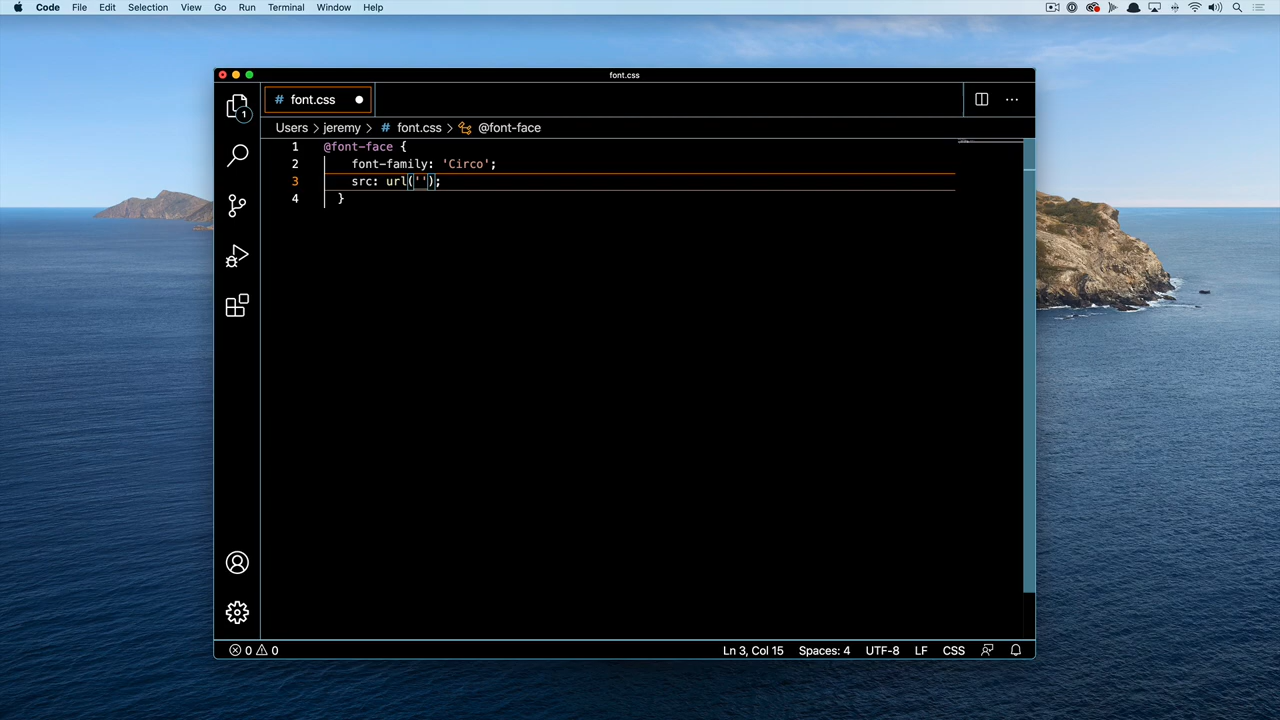 Code File Edit Selection View Go Run Terminal Window Help
font.css
# font.css
1
Users > jeremy > # font.css > @font-face
1 @font-face {
2 font-family: 'Circo';
3 src: url('');
4 }
0 0 Ln 3, Col 15 Spaces: 4 UTF-8 LF CSS